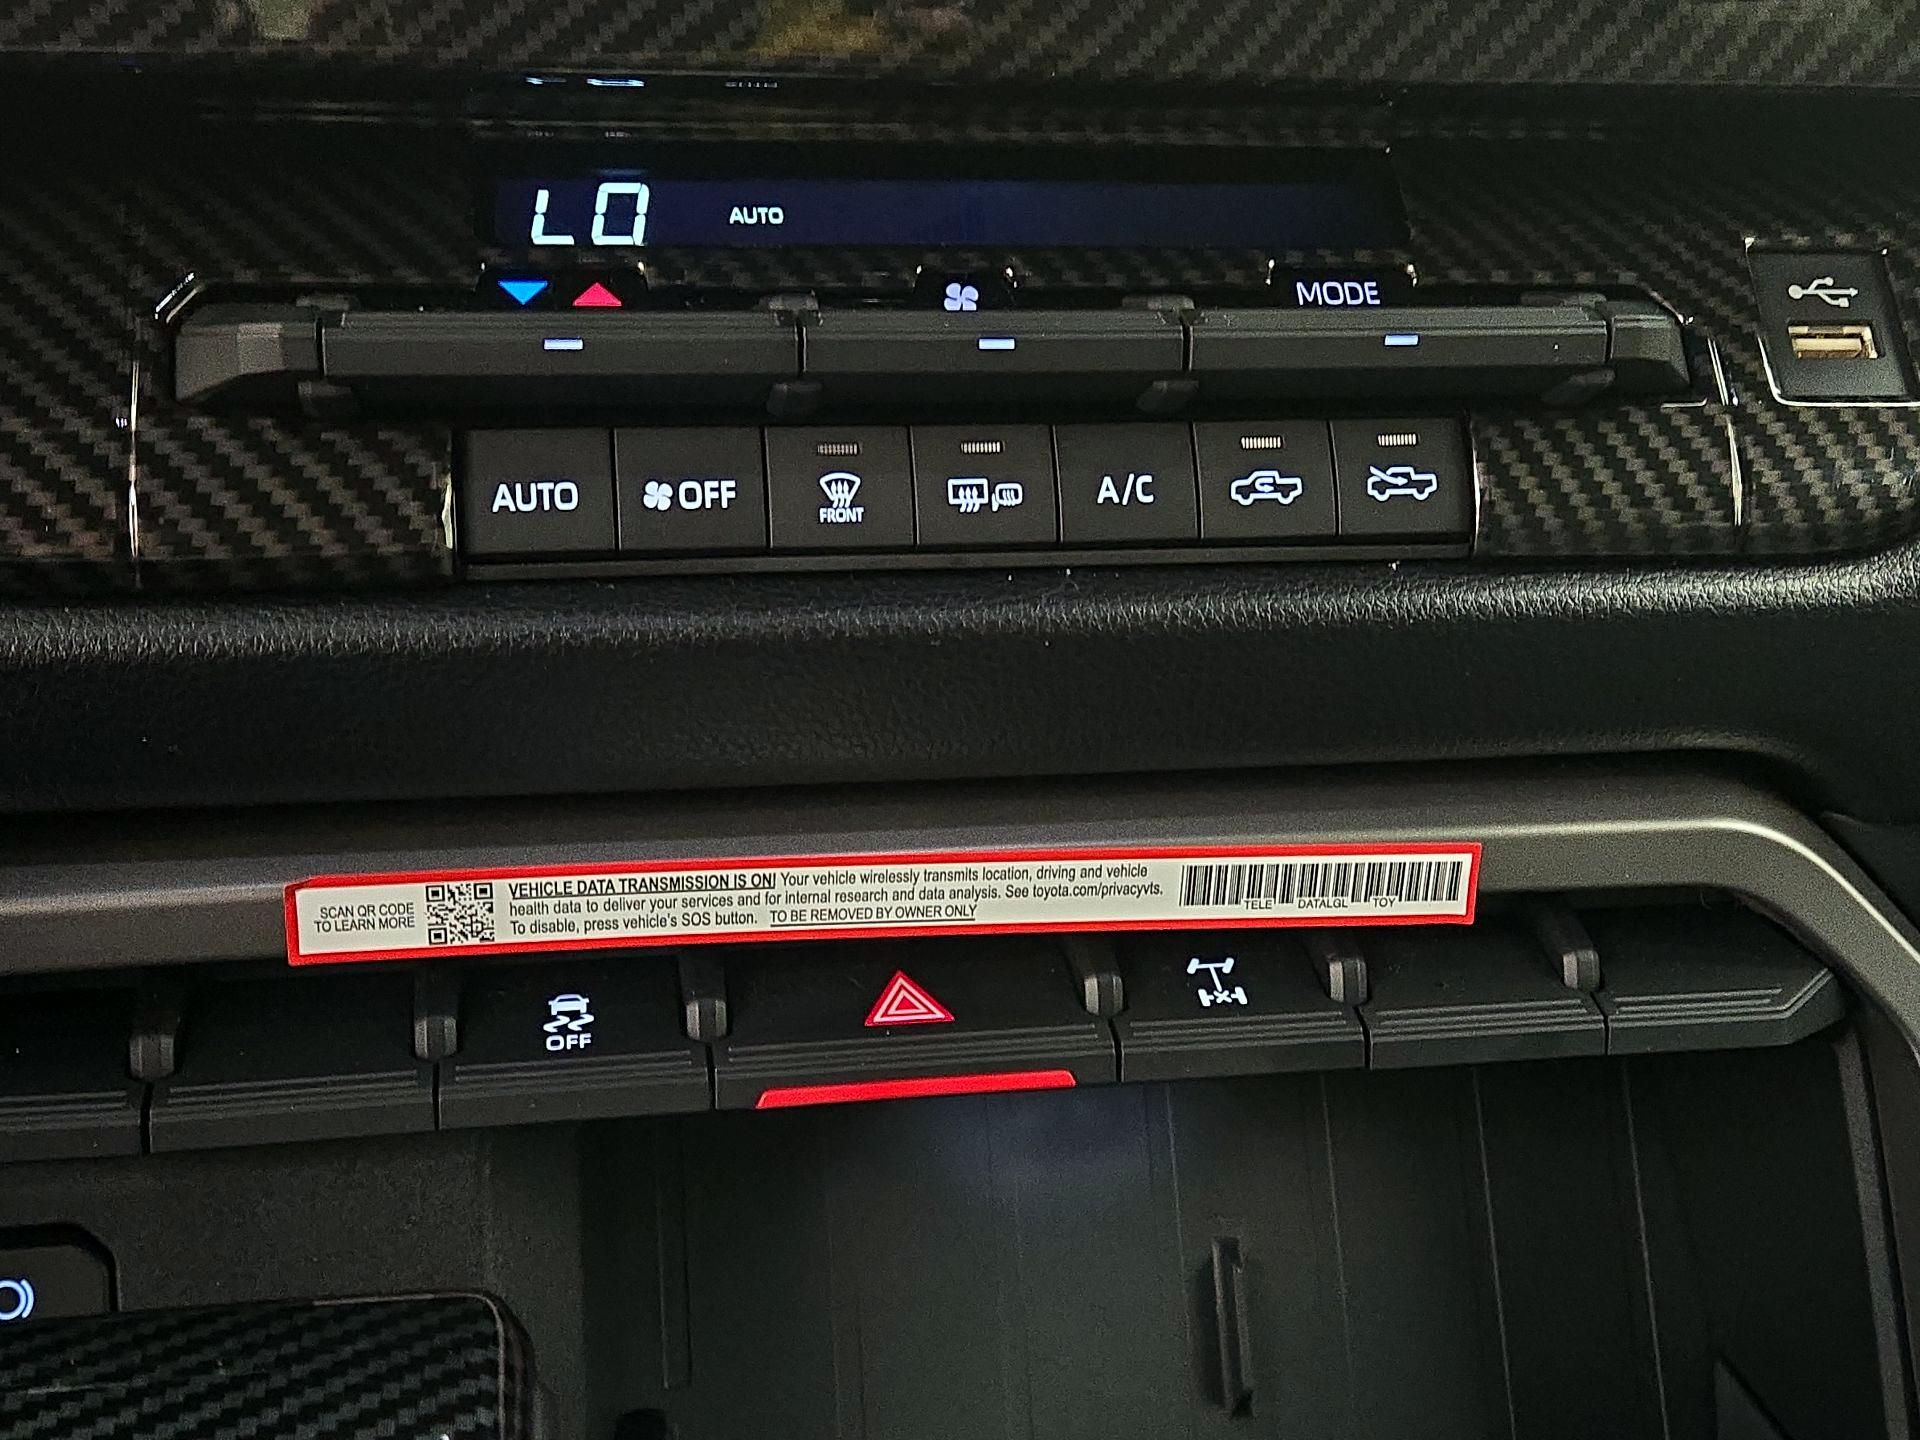 LO AUTO
MODE
AUTO OFF FRONT A/C
SCAN QR CODE
TO LEARN MORE
VEHICLE DATA TRANSMISSION IS ON! Your vehicle wirelessly transmits location, driving and vehicle
health data to deliver your services and for internal research and data analysis. See toyota.com/privacyvts.
To disable, press vehicle's SOS button. TO BE REMOVED BY OWNER ONLY
TELE DATALGL TOY
OFF